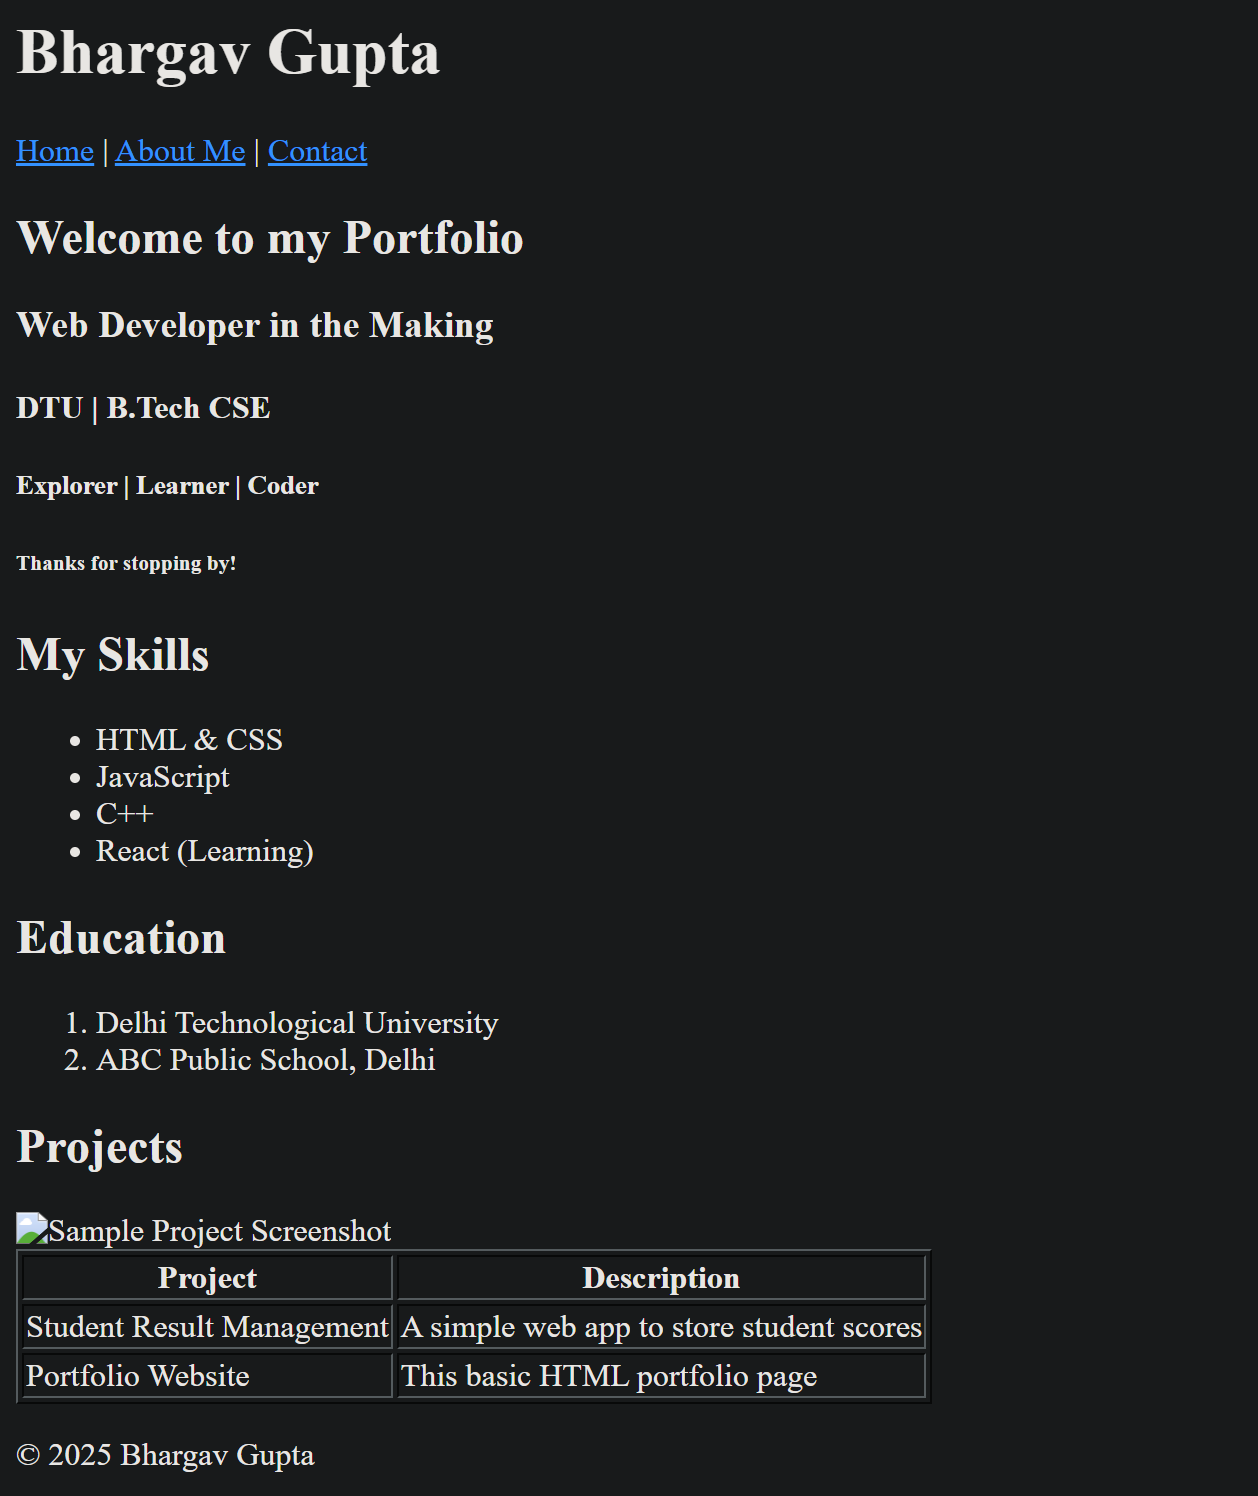 Bhargav Gupta
Home | About Me | Contact
Welcome to my Portfolio
Web Developer in the Making
DTU | B.Tech CSE
Explorer | Learner | Coder
Thanks for stopping by!
My Skills
• HTML & CSS
• JavaScript
• C++
• React (Learning)
Education
1. Delhi Technological University
2. ABC Public School, Delhi
Projects
Sample Project Screenshot
Project Description
Student Result Management A simple web app to store student scores
Portfolio Website This basic HTML portfolio page
© 2025 Bhargav Gupta